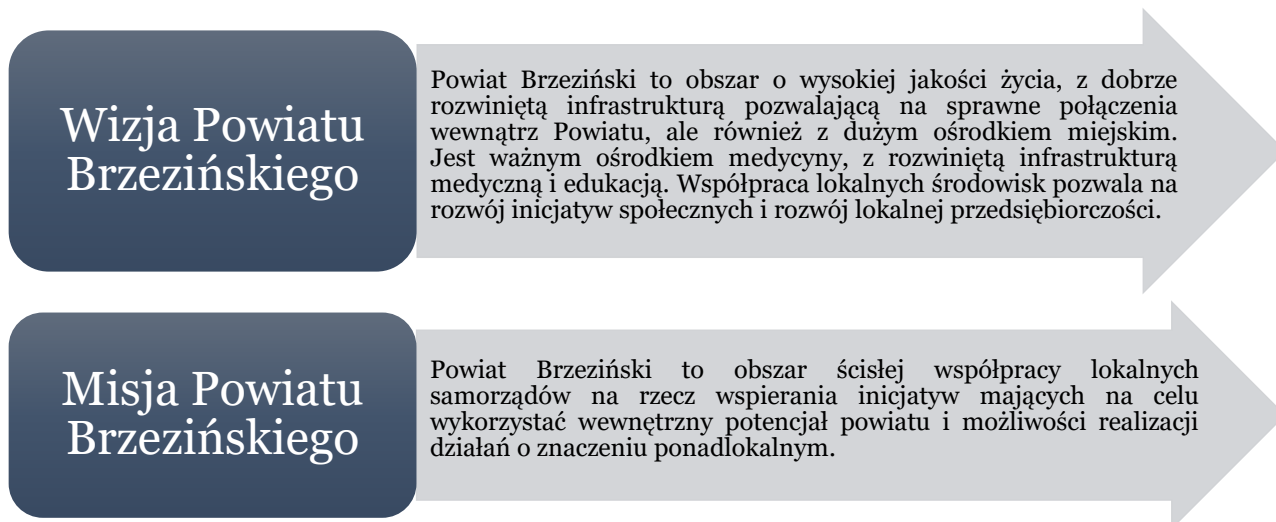 Wizja Powiatu
Brzezińskiego
Powiat Brzeziński to obszar o wysokiej jakości życia, z dobrze
rozwiniętą infrastrukturą pozwalającą na sprawne połączenia
wewnątrz Powiatu, ale również z dużym ośrodkiem miejskim.
Jest ważnym ośrodkiem medycyny, z rozwiniętą infrastrukturą
medyczną i edukacją. Współpraca lokalnych środowisk pozwala na
rozwój inicjatyw społecznych i rozwój lokalnej przedsiębiorczości.
Misja Powiatu
Brzezińskiego
Powiat Brzeziński to obszar ścisłej współpracy lokalnych
samorządów na rzecz wspierania inicjatyw mających na celu
wykorzystać wewnętrzny potencjał powiatu i możliwości realizacji
działań o znaczeniu ponadlokalnym.